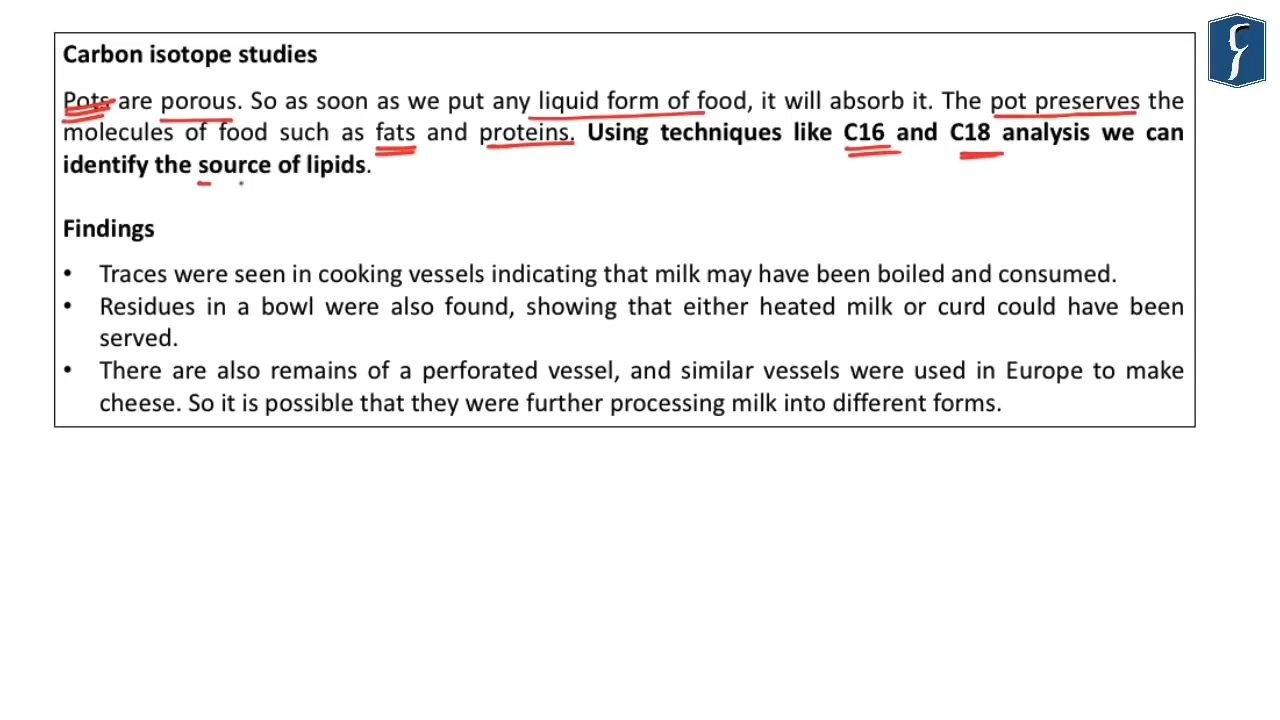 Carbon isotope studies
Pots are porous. So as soon as we put any liquid form of food, it will absorb it. The pot preserves the
molecules of food such as fats and proteins. Using techniques like C16 and C18 analysis we can
identify the source of lipids.
Findings
• Traces were seen in cooking vessels indicating that milk may have been boiled and consumed.
• Residues in a bowl were also found, showing that either heated milk or curd could have been
served.
• There are also remains of a perforated vessel, and similar vessels were used in Europe to make
cheese. So it is possible that they were further processing milk into different forms.